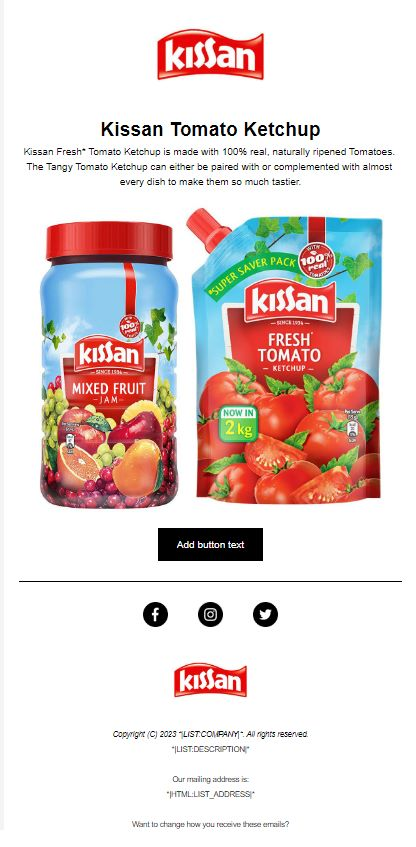 kissan
Kissan Tomato Ketchup
Kissan Fresh* Tomato Ketchup is made with 100% real, naturally ripened Tomatoes.
The Tangy Tomato Ketchup can either be paired with or complemented with almost
every dish to make them so much tastier.
WITH
100%
real
kissan
SINCE 1934
MIXED FRUIT
JAM
*SUPER SAVER PACK
WITH
100%
real
TOMATOES
kissan
SINCE 1934
FRESH*
TOMATO
KETCHUP
NOW IN
2 kg
Add button text
kissan
Copyright (C) 2023 *|LIST:COMPANY|*. All rights reserved.
*|LIST:DESCRIPTION|*
Our mailing address is:
*|HTML:LIST_ADDRESS|*
Want to change how you receive these emails?